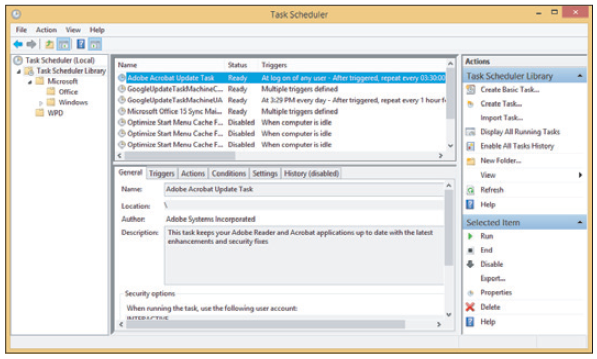 Task Scheduler
File Action View Help
Task Scheduler (Local)
Task Scheduler Library
Microsoft
Office
Windows
WPD
Name Status Triggers
Adobe Acrobat Update Task Ready At log on of any user - After triggered, repeat every 03:30:00
GoogleUpdateTaskMachineC... Ready Multiple triggers defined
GoogleUpdateTaskMachineUA Ready At 3:29 PM every day - After triggered, repeat every 1 hour f
Microsoft Office 15 Sync Mai... Ready Multiple triggers defined
Optimize Start Menu Cache F... Disabled When computer is idle
Optimize Start Menu Cache F... Disabled When computer is idle
Optimize Start Menu Cache F... Disabled When computer is idle
General Triggers Actions Conditions Settings History (disabled)
Name: Adobe Acrobat Update Task
Location: \
Author: Adobe Systems Incorporated
Description: This task keeps your Adobe Reader and Acrobat applications up to date with the latest
enhancements and security fixes
Security options
When running the task, use the following user account:
INTERACTIVE
Actions
Task Scheduler Library
Create Basic Task...
Create Task...
Import Task...
Display All Running Tasks
Enable All Tasks History
New Folder...
View
Refresh
Help
Selected Item
Run
End
Disable
Export...
Properties
Delete
Help